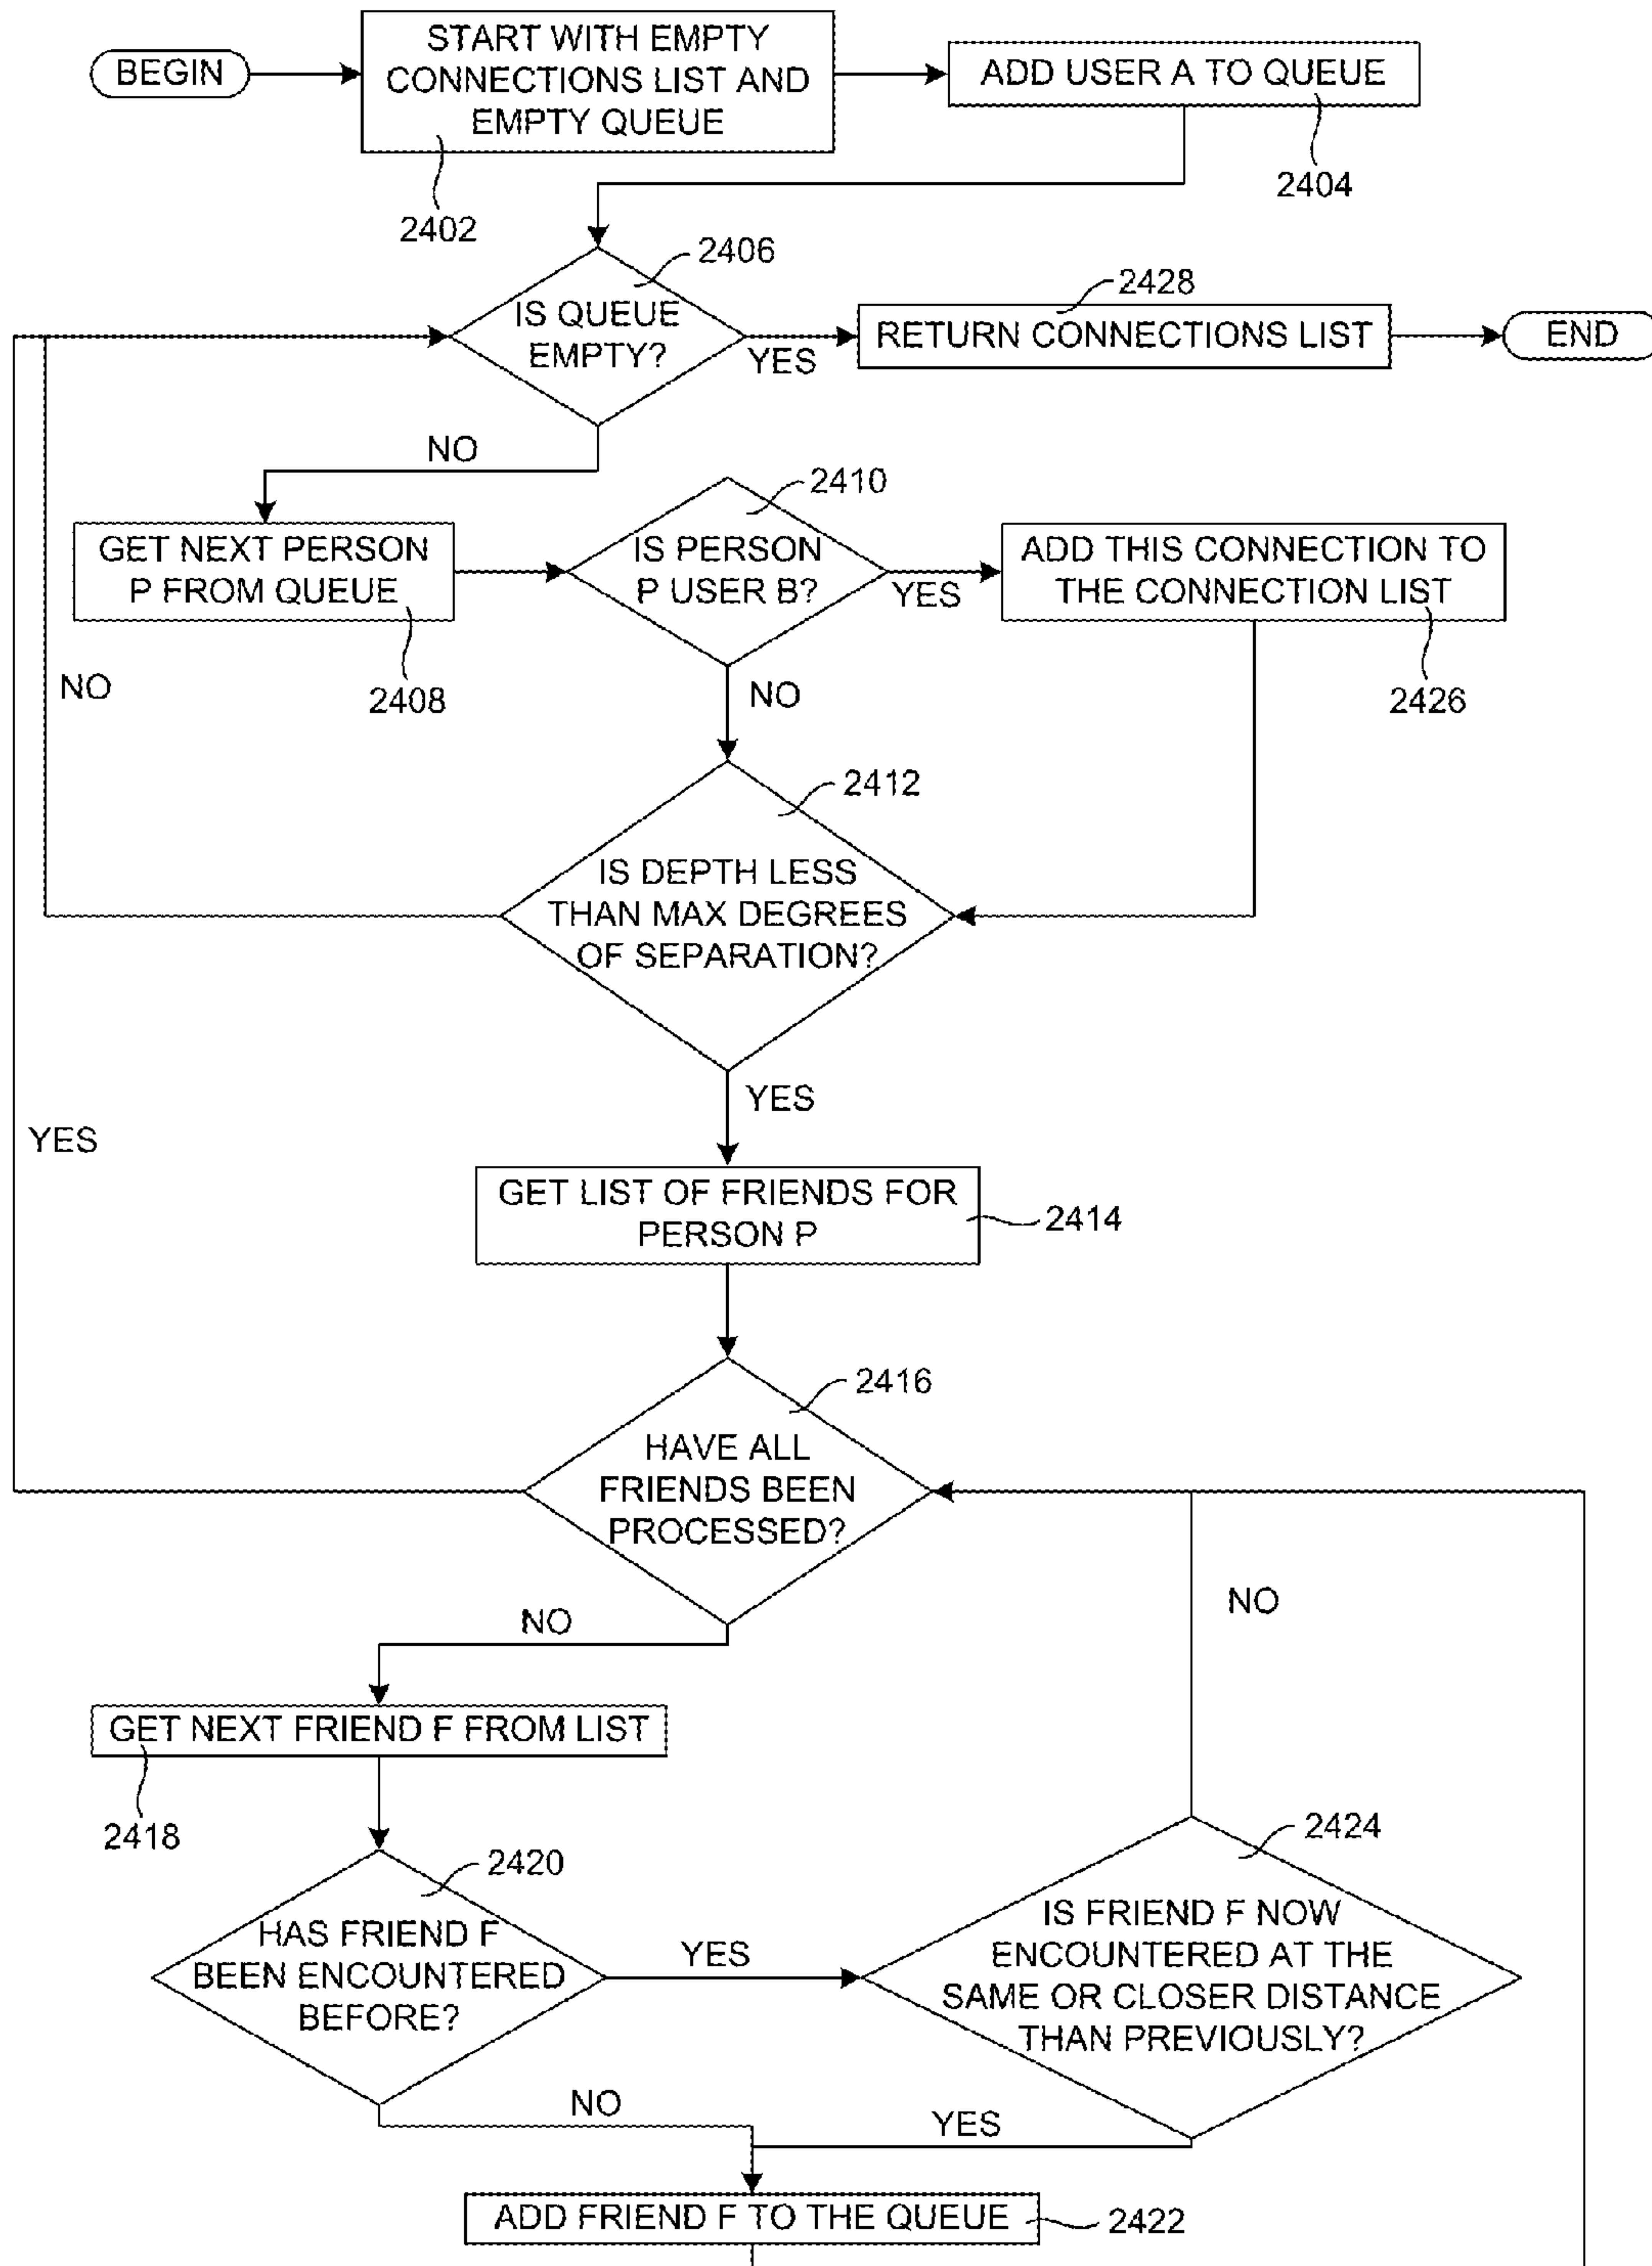 BEGIN
START WITH EMPTY
CONNECTIONS LIST AND
EMPTY QUEUE
2402
ADD USER A TO QUEUE
2404
IS QUEUE
EMPTY?
2406
YES
RETURN CONNECTIONS LIST
2428
END
NO
GET NEXT PERSON
P FROM QUEUE
2408
IS PERSON
P USER B?
2410
YES
ADD THIS CONNECTION TO
THE CONNECTION LIST
2426
NO
NO
IS DEPTH LESS
THAN MAX DEGREES
OF SEPARATION?
2412
YES
YES
GET LIST OF FRIENDS FOR
PERSON P
2414
HAVE ALL
FRIENDS BEEN
PROCESSED?
2416
NO
NO
GET NEXT FRIEND F FROM LIST
2418
HAS FRIEND F
BEEN ENCOUNTERED
BEFORE?
2420
YES
IS FRIEND F NOW
ENCOUNTERED AT THE
SAME OR CLOSER DISTANCE
THAN PREVIOUSLY?
2424
NO
YES
ADD FRIEND F TO THE QUEUE
2422